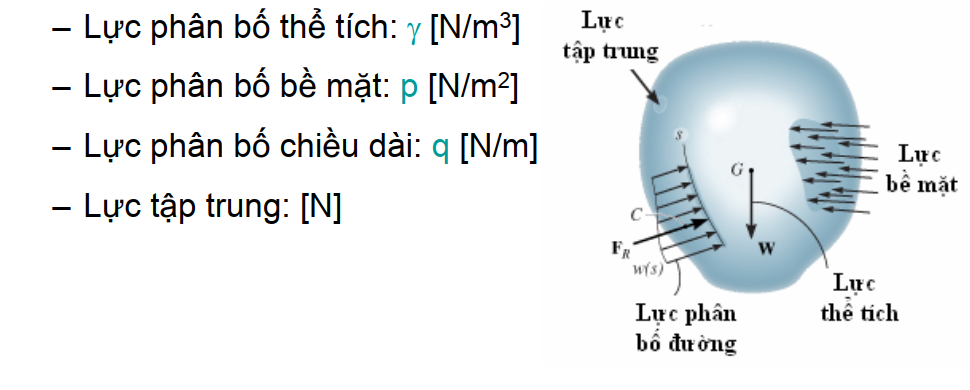 – Lực phân bố thể tích: γ [N/m³]
– Lực phân bố bề mặt: p [N/m²]
– Lực phân bố chiều dài: q [N/m]
– Lực tập trung: [N]
Lực
tập trung
s
G
Lực
bề mặt
C
F_R
W
w(s)
Lực
thể tích
Lực phân
bố đường